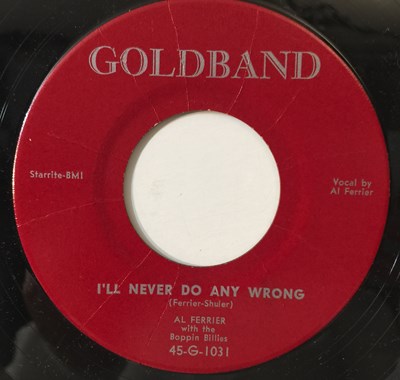 GOLDBAND
Starrite-BMI
Vocal by
Al Ferrier
I'LL NEVER DO ANY WRONG
(Ferrier-Shuler)
AL FERRIER
with the
Boppin Billies
45-G-1031